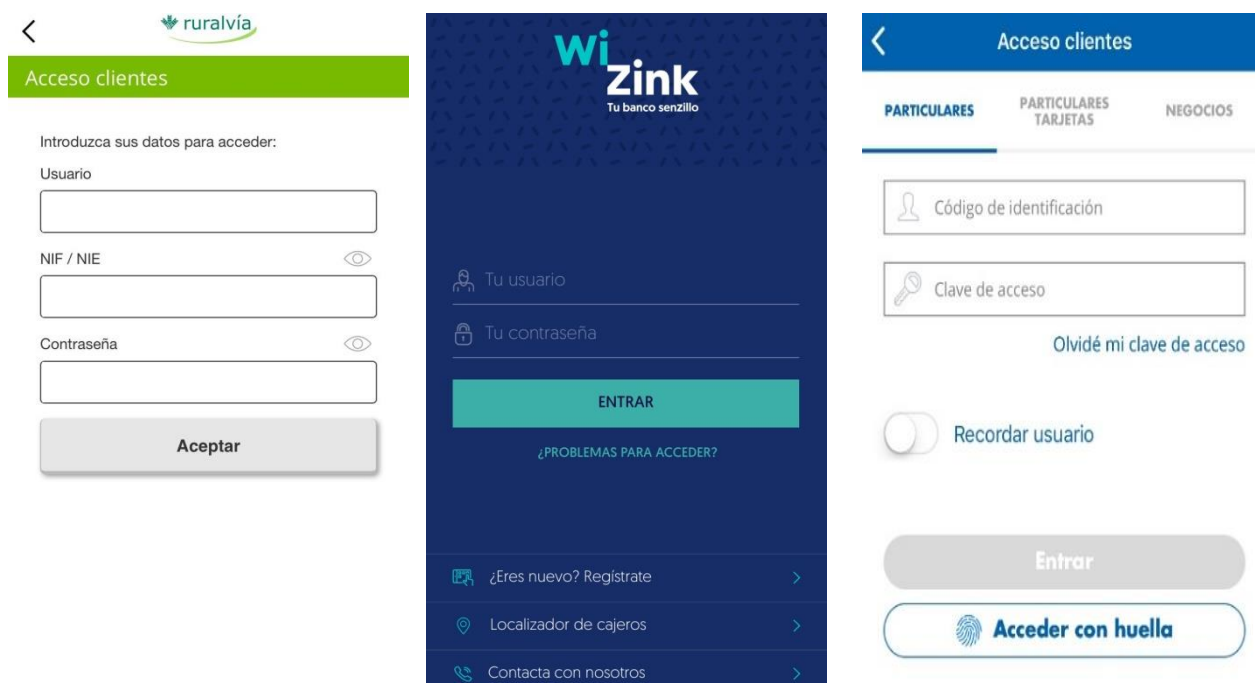 ruralvía
Acceso clientes
Introduzca sus datos para acceder:
Usuario
NIF / NIE
Contraseña
Aceptar
Wi
Zink
Tu banco senzillo
Tu usuario
Tu contraseña
ENTRAR
¿PROBLEMAS PARA ACCEDER?
¿Eres nuevo? Regístrate
Localizador de cajeros
Contacta con nosotros
Acceso clientes
PARTICULARES
PARTICULARES
TARJETAS
NEGOCIOS
Código de identificación
Clave de acceso
Olvidé mi clave de acceso
Recordar usuario
Entrar
Acceder con huella